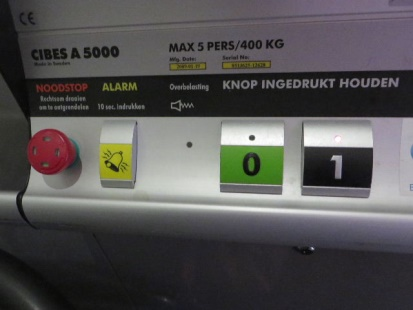 CE
CIBES A 5000
Made in Sweden
MAX 5 PERS/400 KG
Mfg. Date: Serial No:
NOODSTOP ALARM Overbelasting KNOP INGEDRUKT HOUDEN
Rechtsom draaien
om te ontgrendelen
10 sec. indrukken
0 1